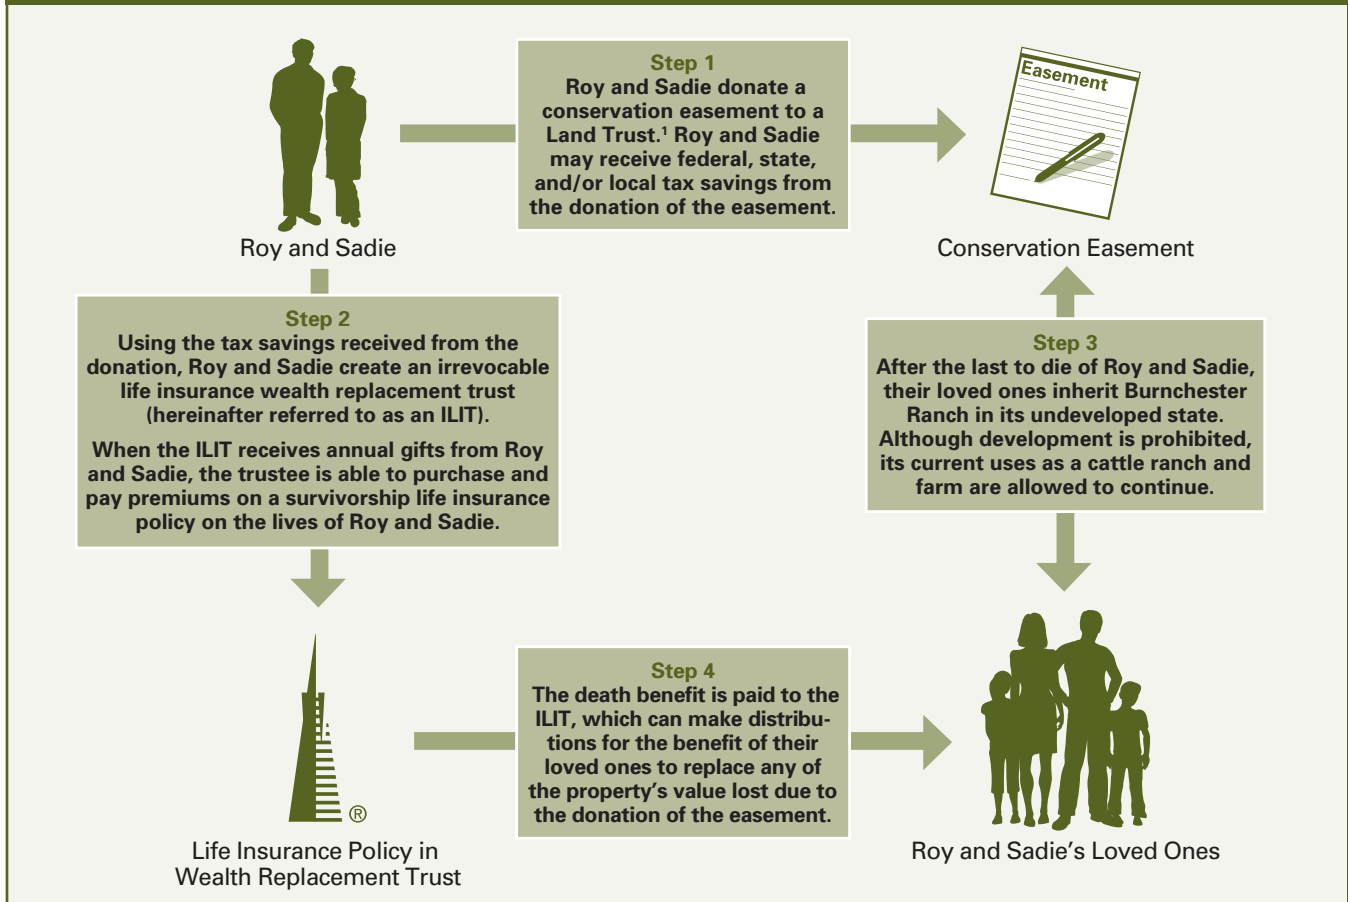 Step 1
Roy and Sadie donate a
conservation easement to a
Land Trust.¹ Roy and Sadie
may receive federal, state,
and/or local tax savings from
the donation of the easement.
Easement
Roy and Sadie
Conservation Easement
Step 2
Using the tax savings received from the
donation, Roy and Sadie create an irrevocable
life insurance wealth replacement trust
(hereinafter referred to as an ILIT).
When the ILIT receives annual gifts from Roy
and Sadie, the trustee is able to purchase and
pay premiums on a survivorship life insurance
policy on the lives of Roy and Sadie.
Step 3
After the last to die of Roy and Sadie,
their loved ones inherit Burnchester
Ranch in its undeveloped state.
Although development is prohibited,
its current uses as a cattle ranch and
farm are allowed to continue.
Step 4
The death benefit is paid to the
ILIT, which can make distribu-
tions for the benefit of their
loved ones to replace any of
the property's value lost due to
the donation of the easement.
®
Life Insurance Policy in
Wealth Replacement Trust
Roy and Sadie's Loved Ones